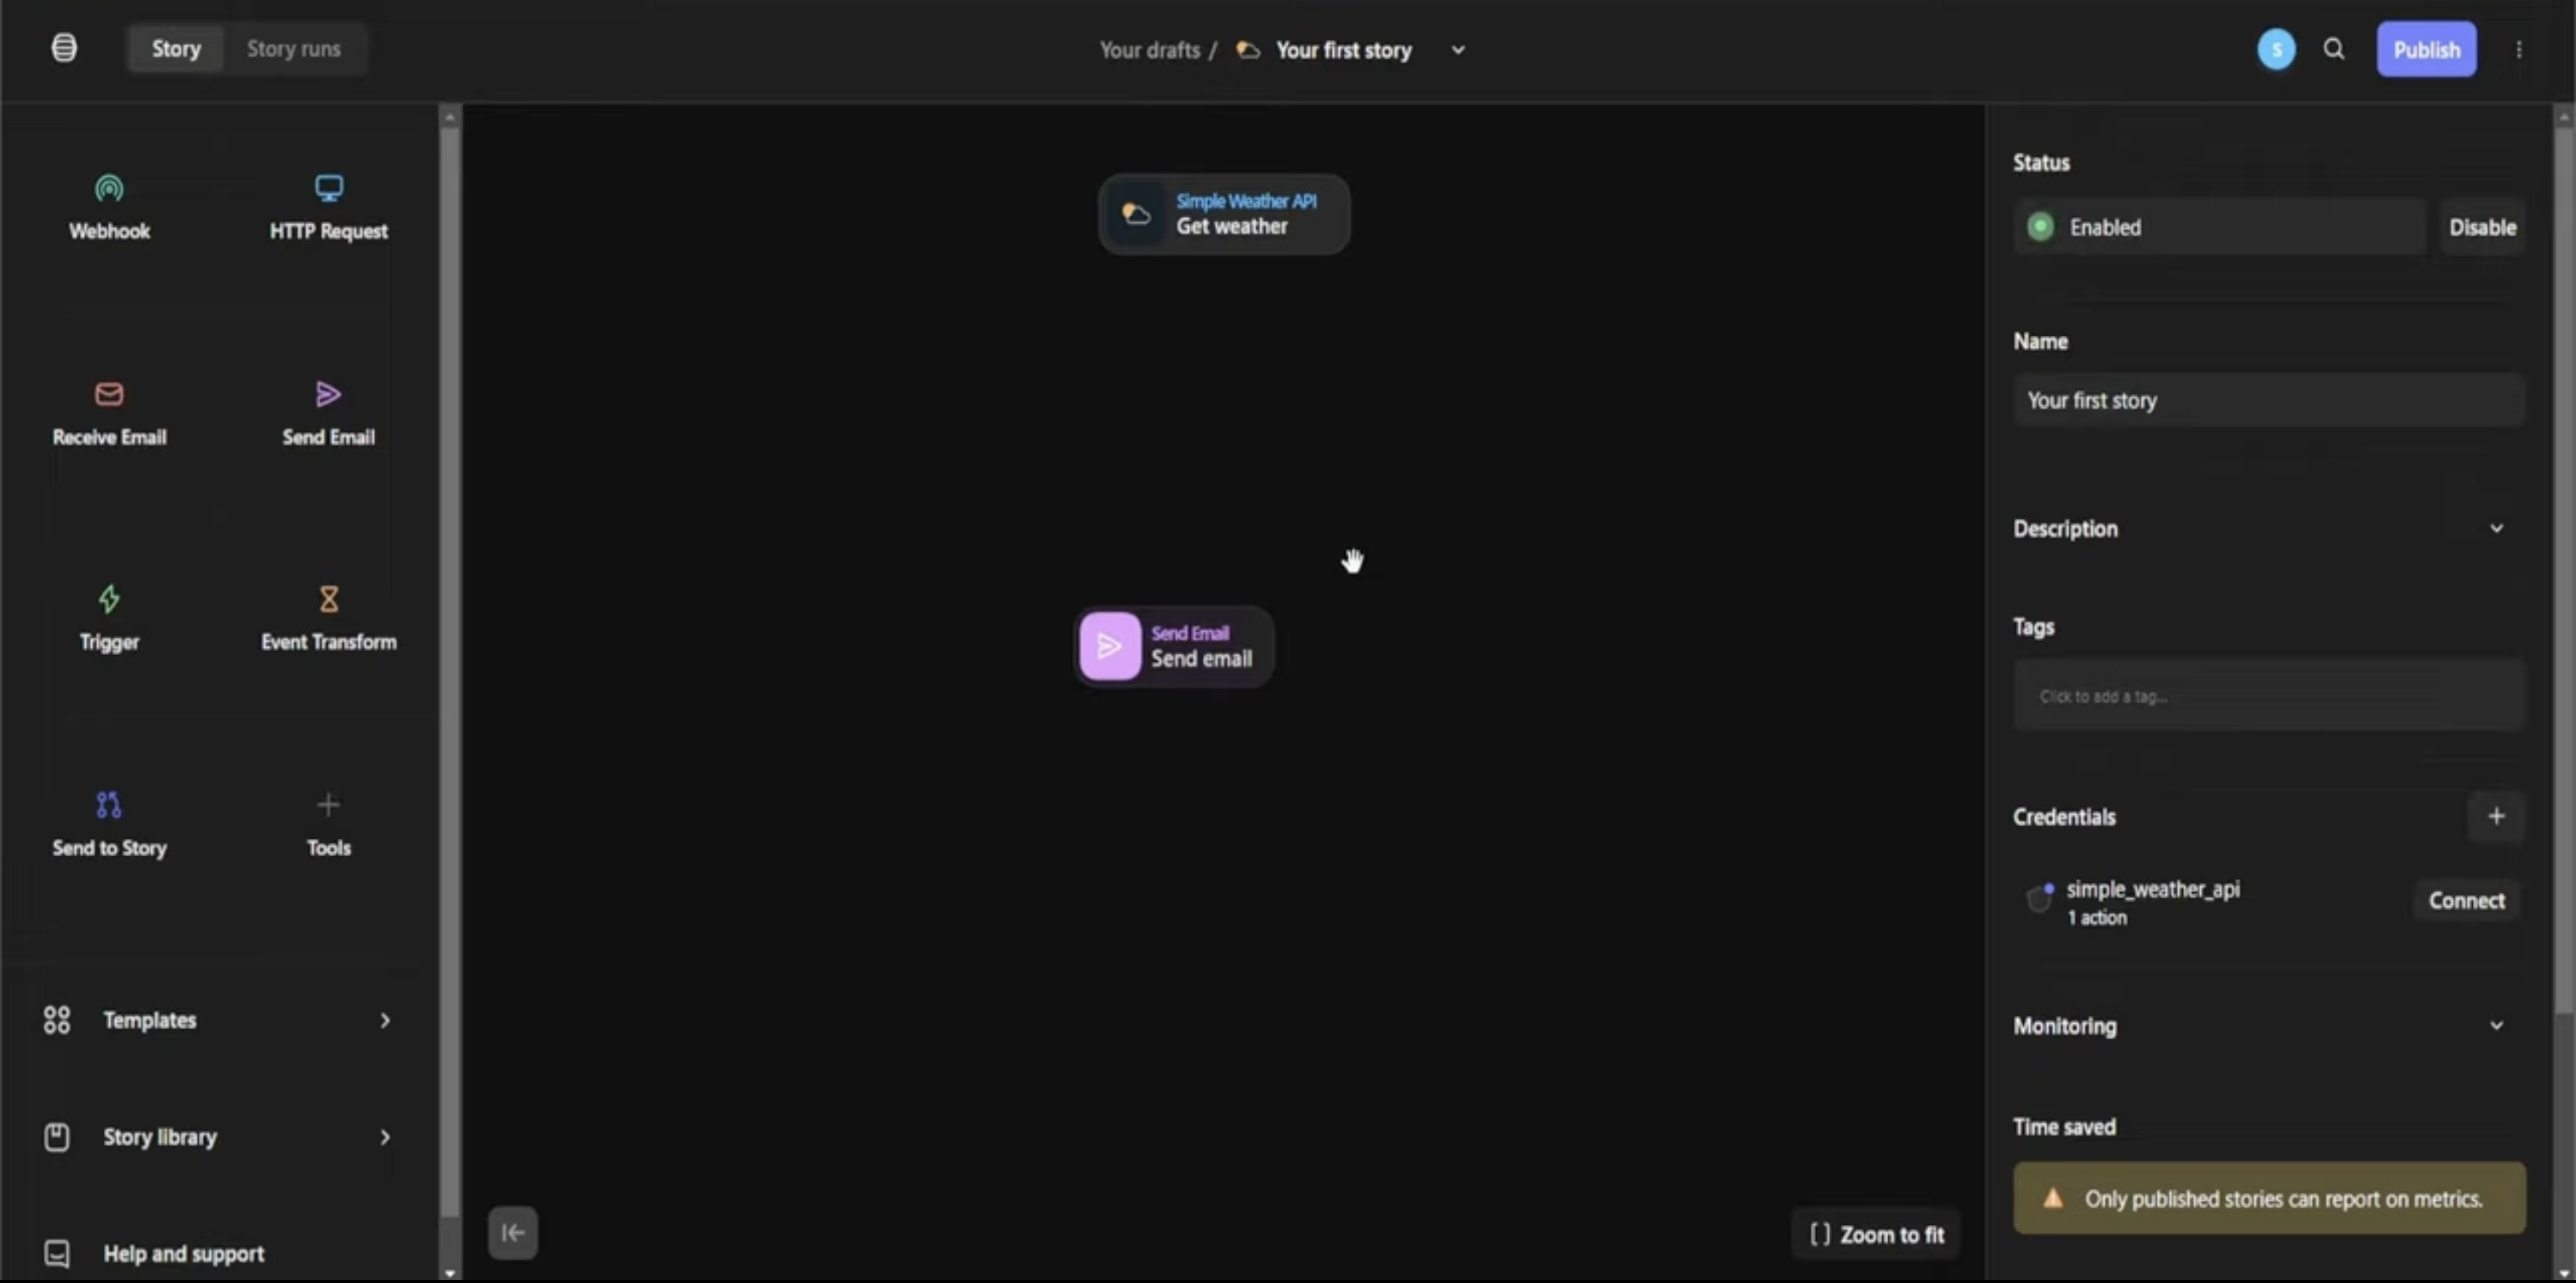 Story
Story runs
Your drafts / Your first story
S
Publish
Webhook
HTTP Request
Receive Email
Send Email
Trigger
Event Transform
Send to Story
Tools
Templates
Story library
Help and support
Simple Weather API
Get weather
Send Email
Send email
Zoom to fit
Status
Enabled
Disable
Name
Your first story
Description
Tags
Click to add a tag...
Credentials
simple_weather_api
1 action
Connect
Monitoring
Time saved
Only published stories can report on metrics.